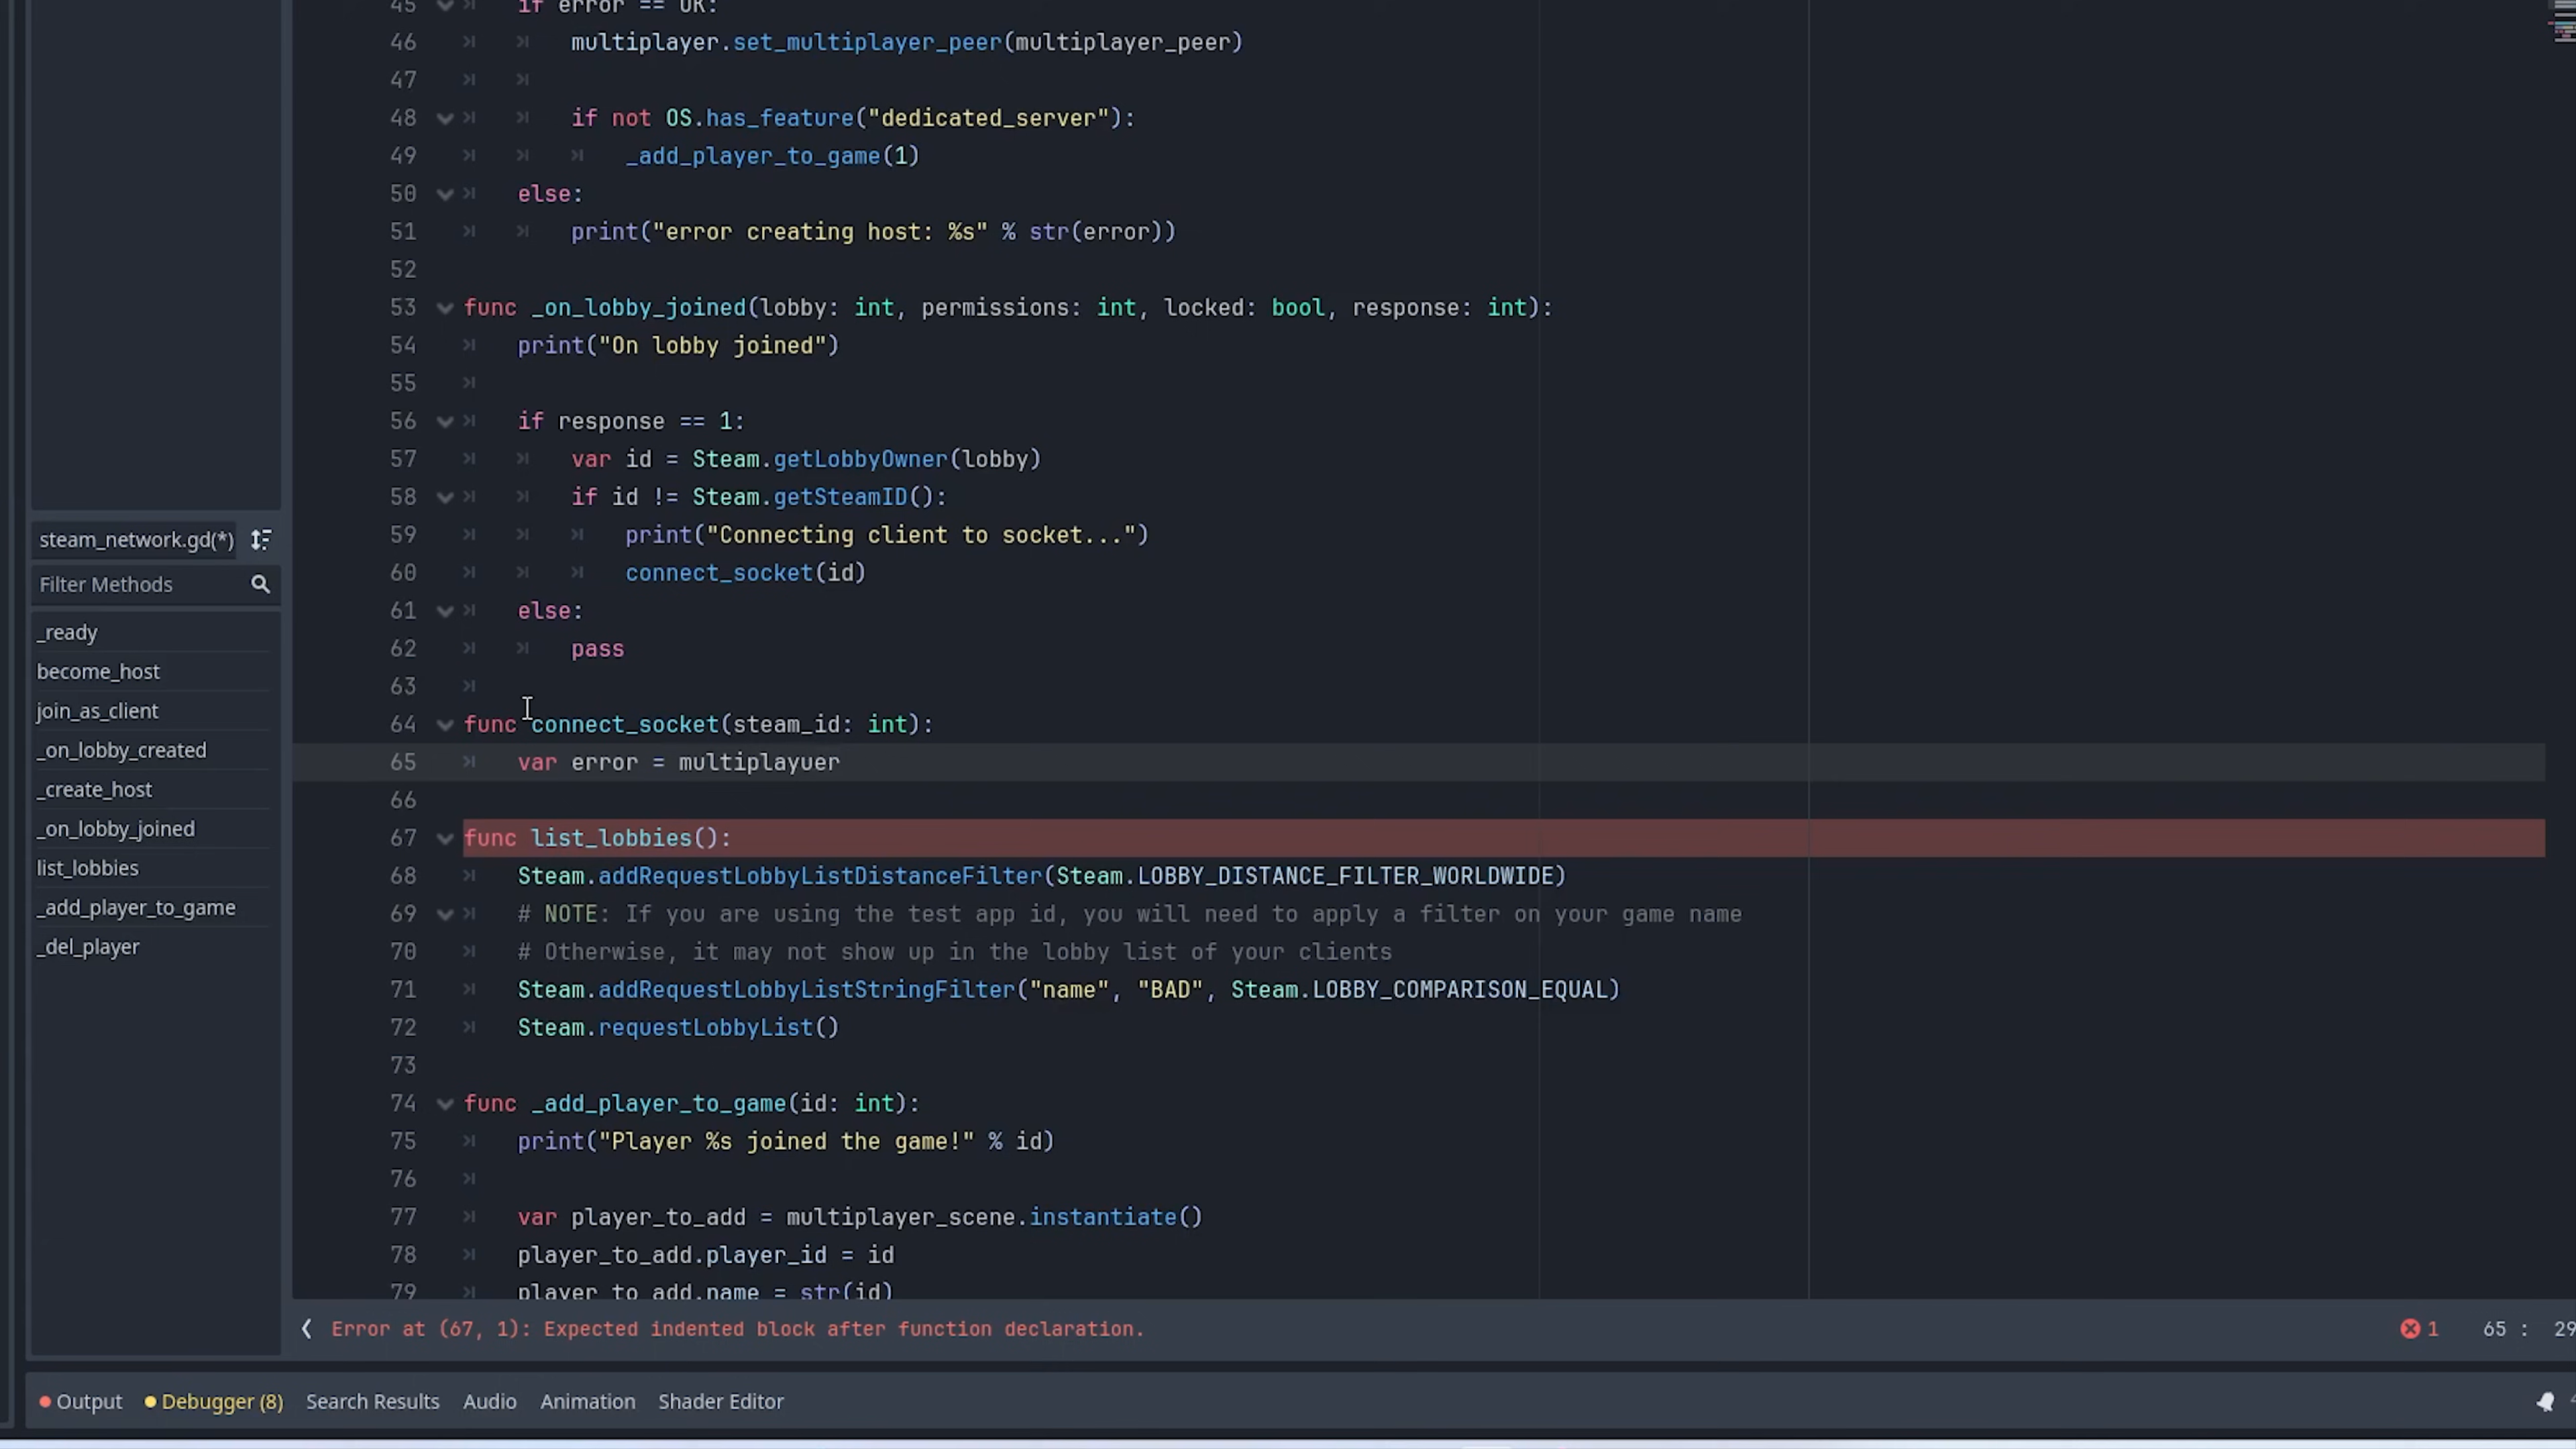 45 if error == OK:
46 multiplayer.set_multiplayer_peer(multiplayer_peer)
47
48 if not OS.has_feature("dedicated_server"):
49 _add_player_to_game(1)
50 else:
51 print("error creating host: %s" % str(error))
52
53 func _on_lobby_joined(lobby: int, permissions: int, locked: bool, response: int):
54 print("On lobby joined")
55
56 if response == 1:
57 var id = Steam.getLobbyOwner(lobby)
58 if id != Steam.getSteamID():
59 print("Connecting client to socket...")
60 connect_socket(id)
61 else:
62 pass
63
64 func connect_socket(steam_id: int):
65 var error = multiplayuer
66
67 func list_lobbies():
68 Steam.addRequestLobbyListDistanceFilter(Steam.LOBBY_DISTANCE_FILTER_WORLDWIDE)
69 # NOTE: If you are using the test app id, you will need to apply a filter on your game name
70 # Otherwise, it may not show up in the lobby list of your clients
71 Steam.addRequestLobbyListStringFilter("name", "BAD", Steam.LOBBY_COMPARISON_EQUAL)
72 Steam.requestLobbyList()
73
74 func _add_player_to_game(id: int):
75 print("Player %s joined the game!" % id)
76
77 var player_to_add = multiplayer_scene.instantiate()
78 player_to_add.player_id = id
79 player_to_add.name = str(id)
steam_network.gd(*)
Filter Methods
_ready
become_host
join_as_client
_on_lobby_created
_create_host
_on_lobby_joined
list_lobbies
_add_player_to_game
_del_player
Error at (67, 1): Expected indented block after function declaration.
1 65 : 29
Output Debugger (8) Search Results Audio Animation Shader Editor